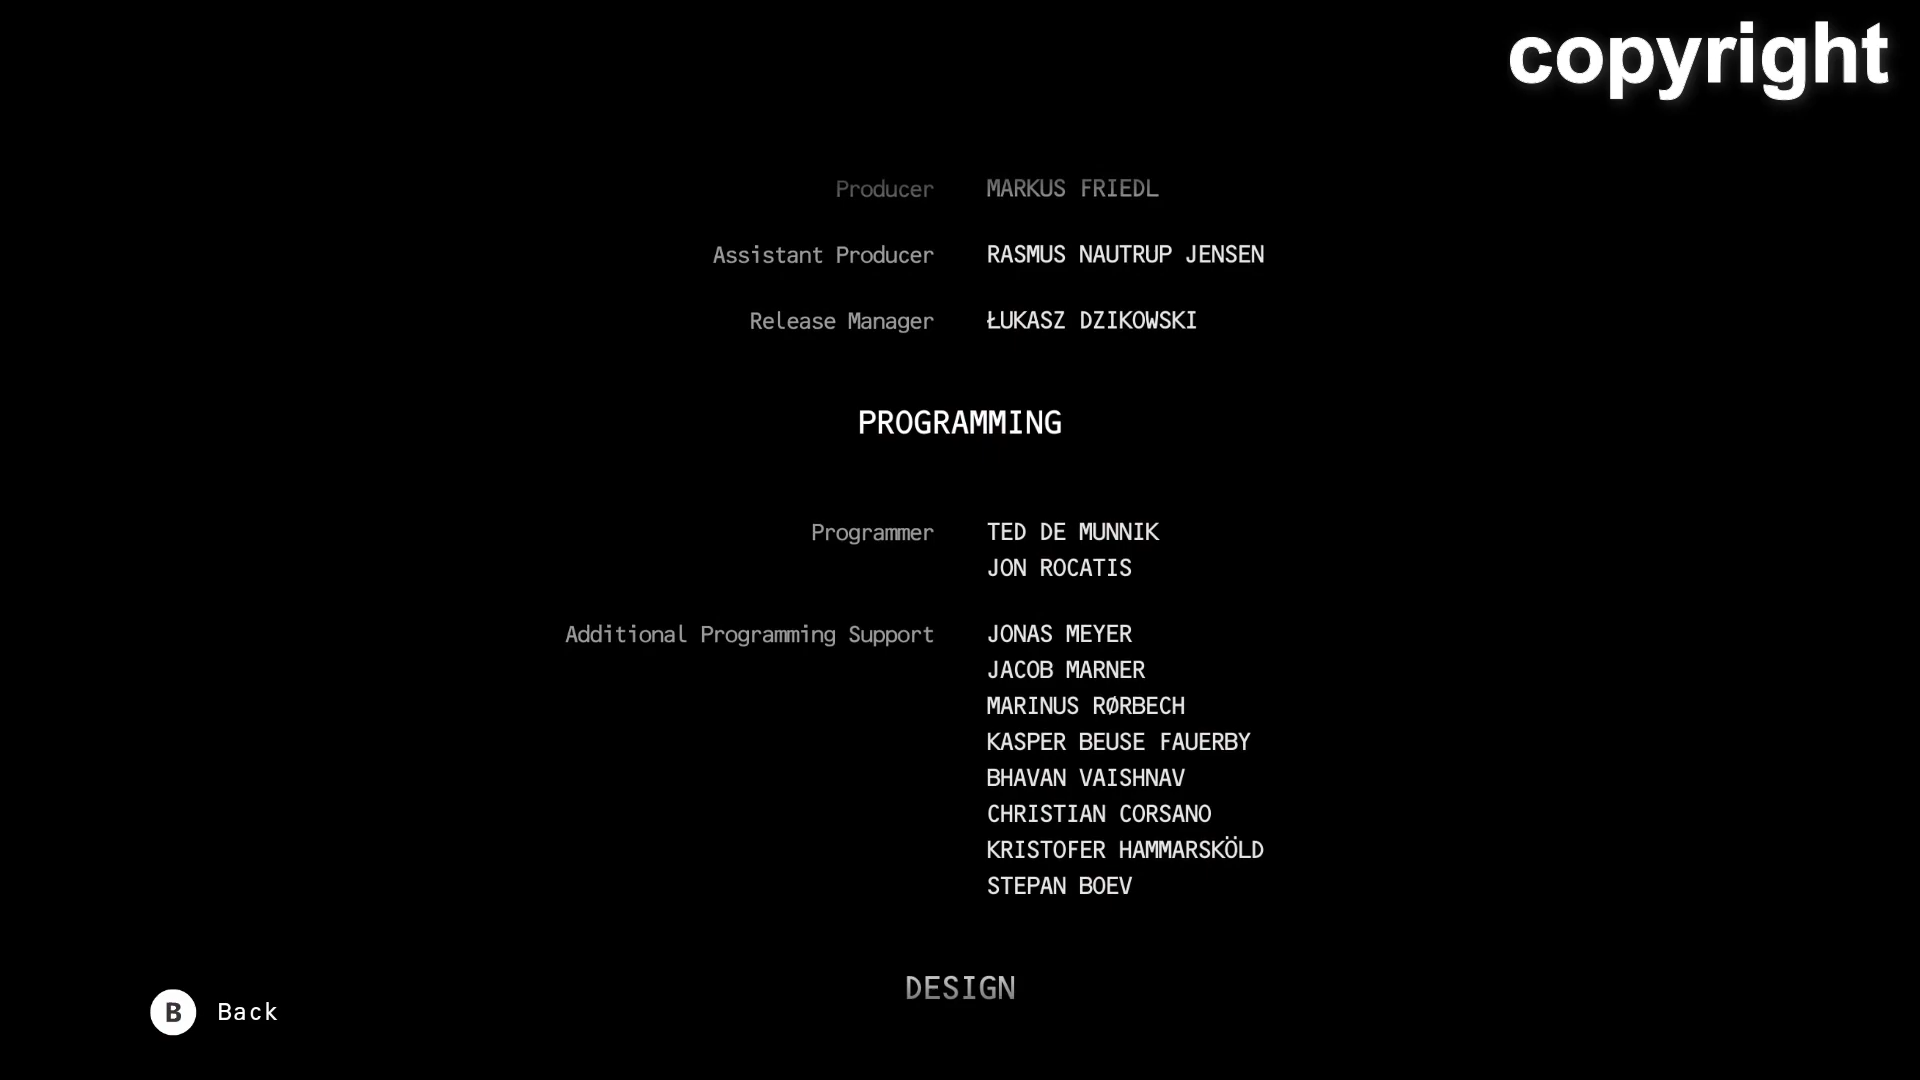 copyright
Producer MARKUS FRIEDL
Assistant Producer RASMUS NAUTRUP JENSEN
Release Manager ŁUKASZ DZIKOWSKI
PROGRAMMING
Programmer TED DE MUNNIK
JON ROCATIS
Additional Programming Support JONAS MEYER
JACOB MARNER
MARINUS RØRBECH
KASPER BEUSE FAUERBY
BHAVAN VAISHNAV
CHRISTIAN CORSANO
KRISTOFER HAMMARSKÖLD
STEPAN BOEV
DESIGN
B Back